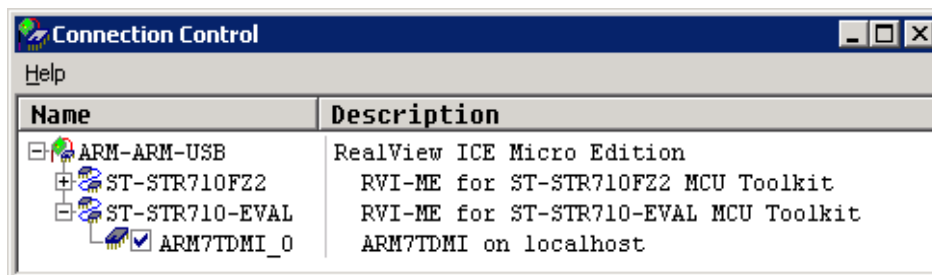 Connection Control
Help
Name Description
ARM-ARM-USB RealView ICE Micro Edition
ST-STR710FZ2 RVI-ME for ST-STR710FZ2 MCU Toolkit
ST-STR710-EVAL RVI-ME for ST-STR710-EVAL MCU Toolkit
ARM7TDMI_0 ARM7TDMI on localhost